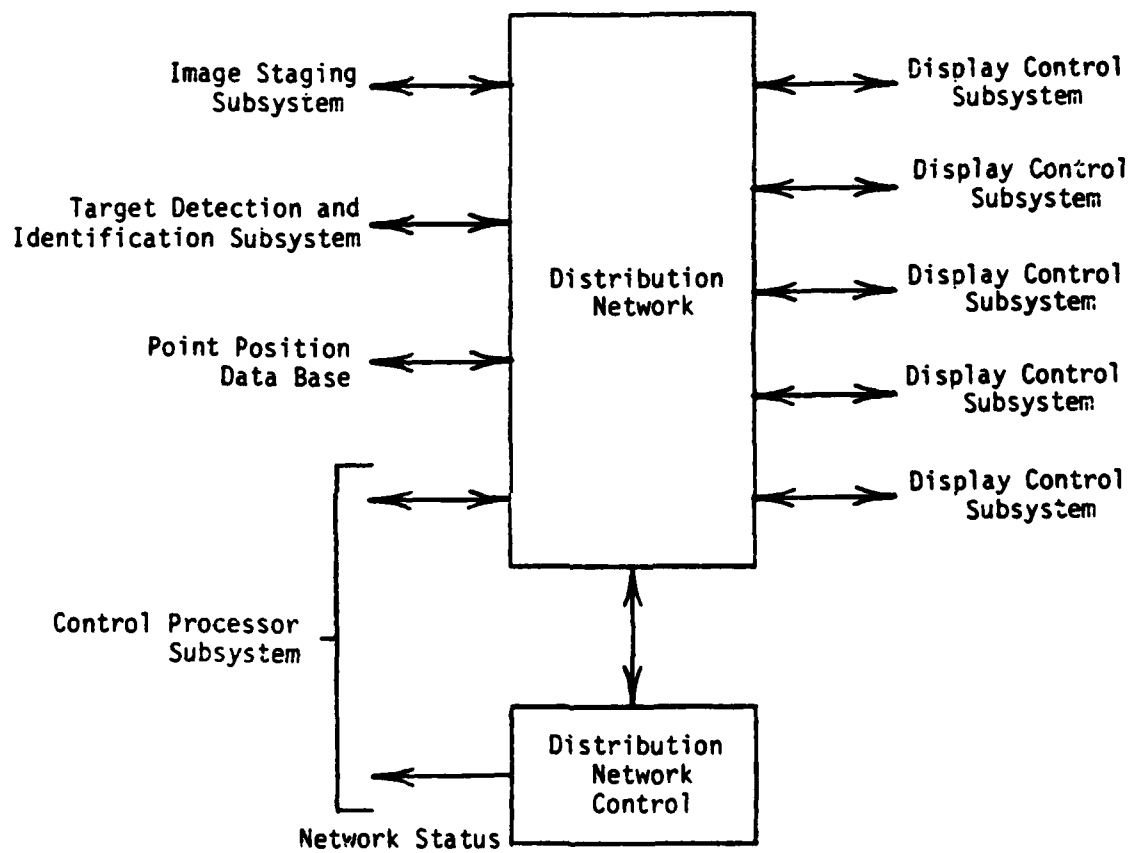 Image Staging
Subsystem
Target Detection and
Identification Subsystem
Point Position
Data Base
Control Processor
Subsystem
Distribution
Network
Display Control
Subsystem
Display Control
Subsystem
Display Control
Subsystem
Display Control
Subsystem
Display Control
Subsystem
Distribution
Network
Control
Network Status